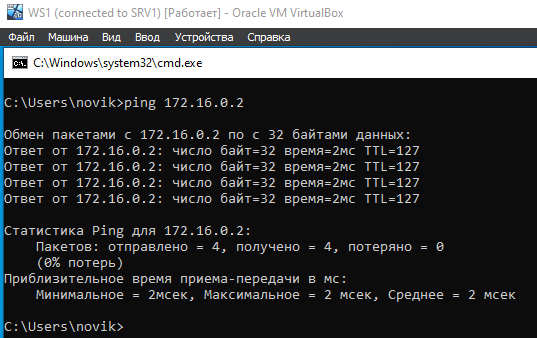 WS1 (connected to SRV1) [Работает] - Oracle VM VirtualBox
Файл Машина Вид Ввод Устройства Справка
C:\Windows\system32\cmd.exe
C:\Users\novik>ping 172.16.0.2
Обмен пакетами с 172.16.0.2 по с 32 байтами данных:
Ответ от 172.16.0.2: число байт=32 время=2мс TTL=127
Ответ от 172.16.0.2: число байт=32 время=2мс TTL=127
Ответ от 172.16.0.2: число байт=32 время=2мс TTL=127
Ответ от 172.16.0.2: число байт=32 время=2мс TTL=127
Статистика Ping для 172.16.0.2:
Пакетов: отправлено = 4, получено = 4, потеряно = 0
(0% потерь)
Приблизительное время приема-передачи в мс:
Минимальное = 2мсек, Максимальное = 2 мсек, Среднее = 2 мсек
C:\Users\novik>